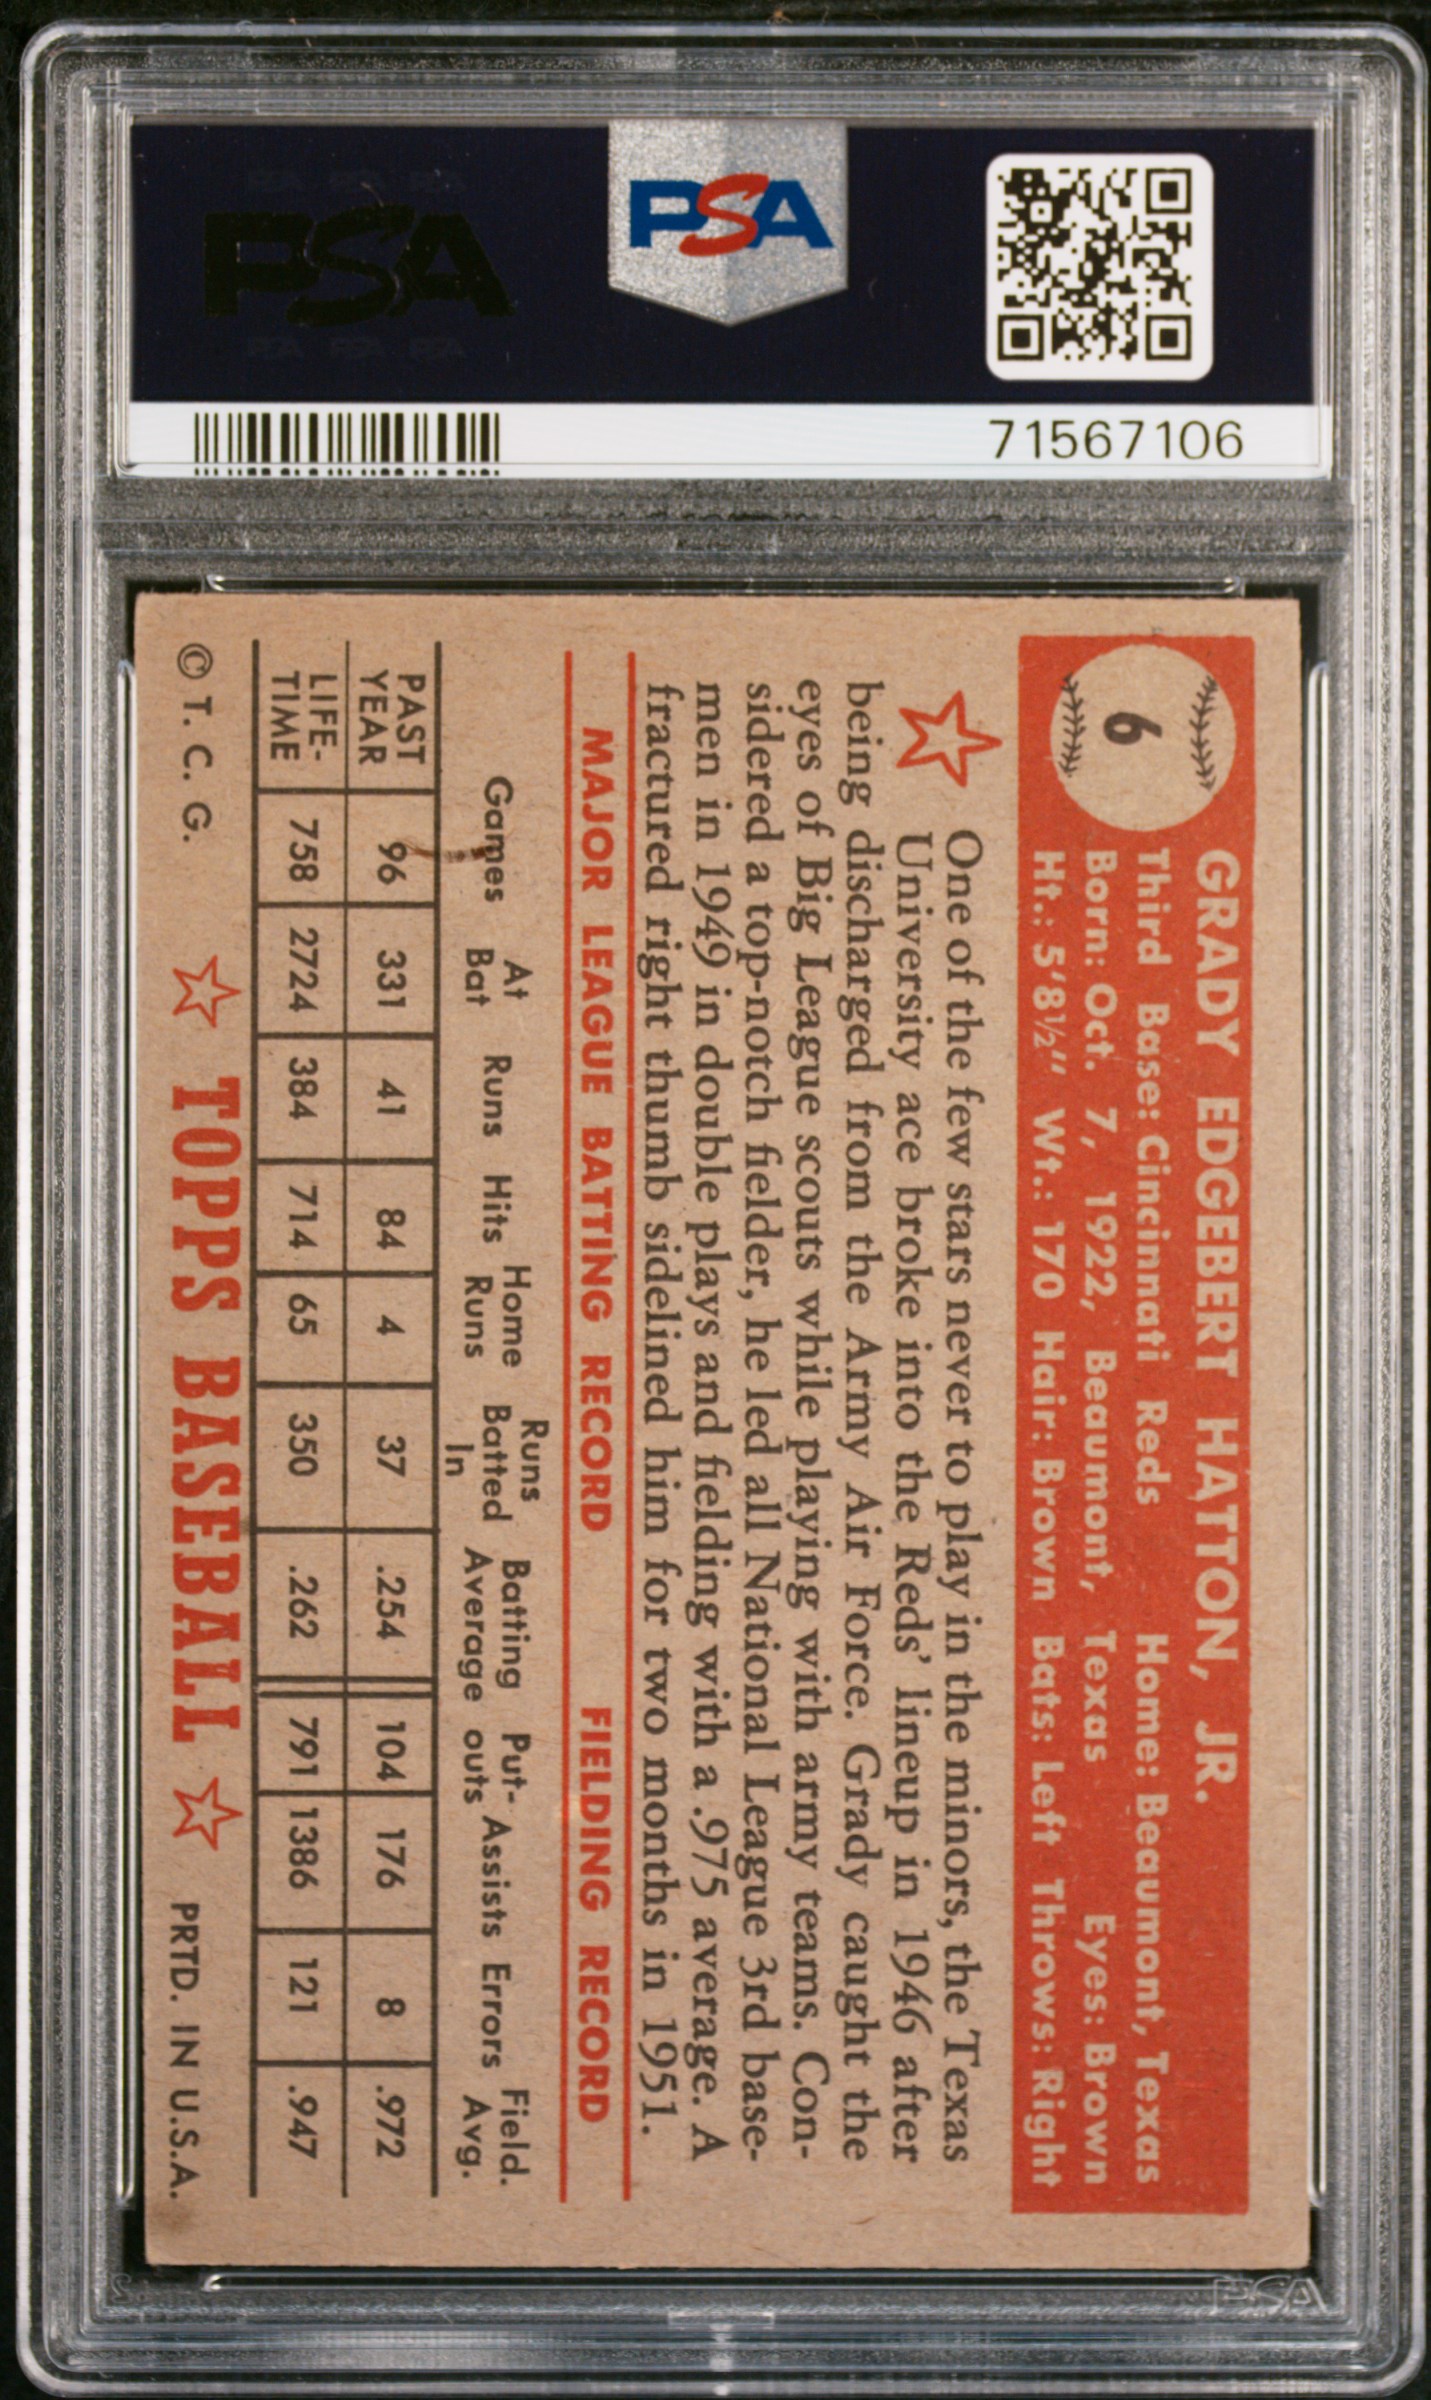 PSA PSA PSA
PSA
PSA PSA PSA
PSA
71567106
6
GRADY EDGEBERT HATTON, JR.
Third Base: Cincinnati Reds Home: Beaumont, Texas
Born: Oct. 7, 1922, Beaumont, Texas Eyes: Brown
Ht.: 5'8½" Wt.: 170 Hair: Brown Bats: Left Throws: Right
One of the few stars never to play in the minors, the Texas
University ace broke into the Reds' lineup in 1946 after
being discharged from the Army Air Force. Grady caught the
eyes of Big League scouts while playing with army teams. Con-
sidered a top-notch fielder, he led all National League 3rd base-
men in 1949 in double plays and fielding with a .975 average. A
fractured right thumb sidelined him for two months in 1951.
MAJOR LEAGUE BATTING RECORD FIELDING RECORD
Games At Bat Runs Hits Home Runs Runs Batted In Batting Average Put-outs Assists Errors Field. Avg.
PAST YEAR 96 331 41 84 4 37 .254 104 176 8 .972
LIFE-TIME 758 2724 384 714 65 350 .262 791 1386 121 .947
© T. C. G. TOPPS BASEBALL PRTD. IN U.S.A.
PSA